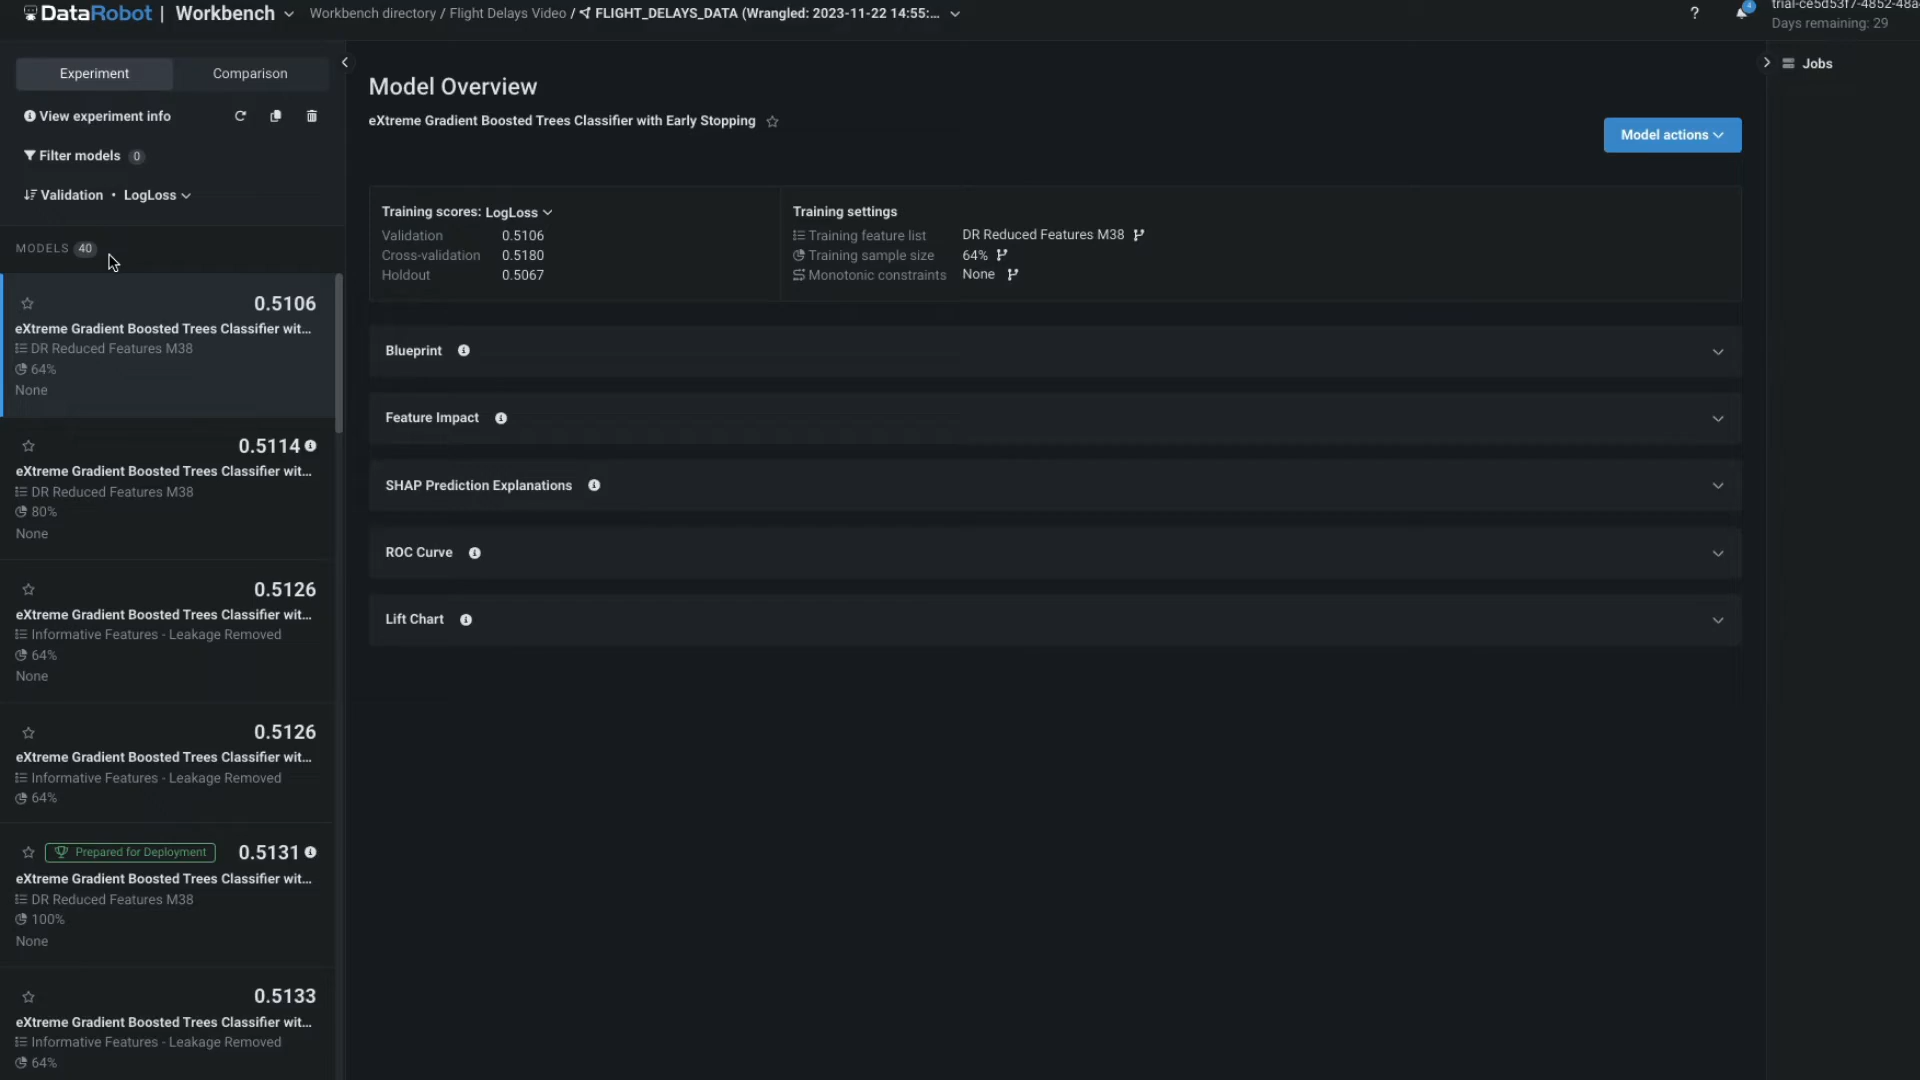 DataRobot | Workbench
Workbench directory / Flight Delays Video / FLIGHT_DELAYS_DATA (Wrangled: 2023-11-22 14:55:...
?
4
trial-ce5d53f7-4852-48a
Days remaining: 29
Experiment
Comparison
View experiment info
Filter models 0
Validation • LogLoss
MODELS 40
0.5106
eXtreme Gradient Boosted Trees Classifier wit...
DR Reduced Features M38
64%
None
0.5114
eXtreme Gradient Boosted Trees Classifier wit...
DR Reduced Features M38
80%
None
0.5126
eXtreme Gradient Boosted Trees Classifier wit...
Informative Features - Leakage Removed
64%
None
0.5126
eXtreme Gradient Boosted Trees Classifier wit...
Informative Features - Leakage Removed
64%
Prepared for Deployment 0.5131
eXtreme Gradient Boosted Trees Classifier wit...
DR Reduced Features M38
100%
None
0.5133
eXtreme Gradient Boosted Trees Classifier wit...
Informative Features - Leakage Removed
64%
Model Overview
eXtreme Gradient Boosted Trees Classifier with Early Stopping
Model actions
Training scores: LogLoss
Validation 0.5106
Cross-validation 0.5180
Holdout 0.5067
Training settings
Training feature list DR Reduced Features M38
Training sample size 64%
Monotonic constraints None
Blueprint
Feature Impact
SHAP Prediction Explanations
ROC Curve
Lift Chart
Jobs